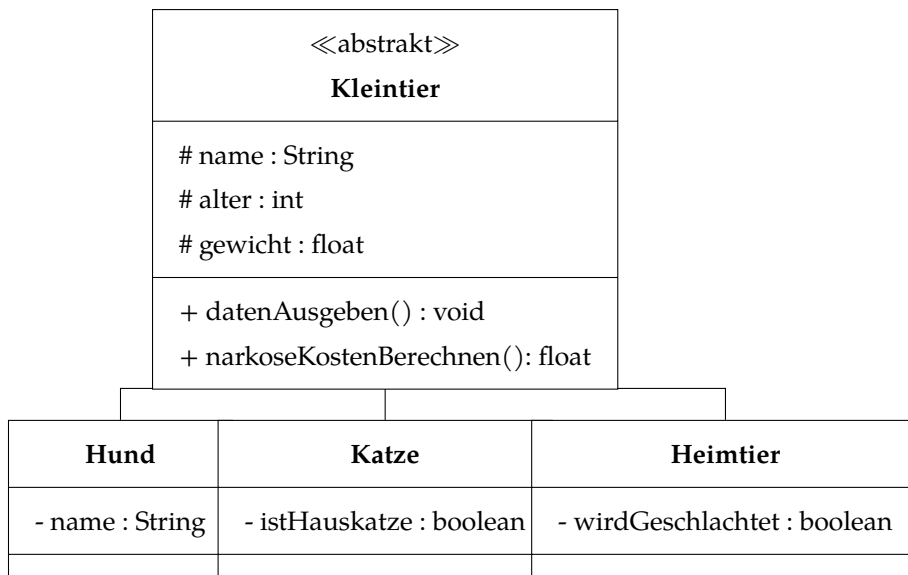 ≪abstrakt≫
Kleintier
# name : String
# alter : int
# gewicht : float
+ datenAusgeben() : void
+ narkoseKostenBerechnen(): float
Hund
Katze
Heimtier
- name : String
- istHauskatze : boolean
- wirdGeschlachtet : boolean